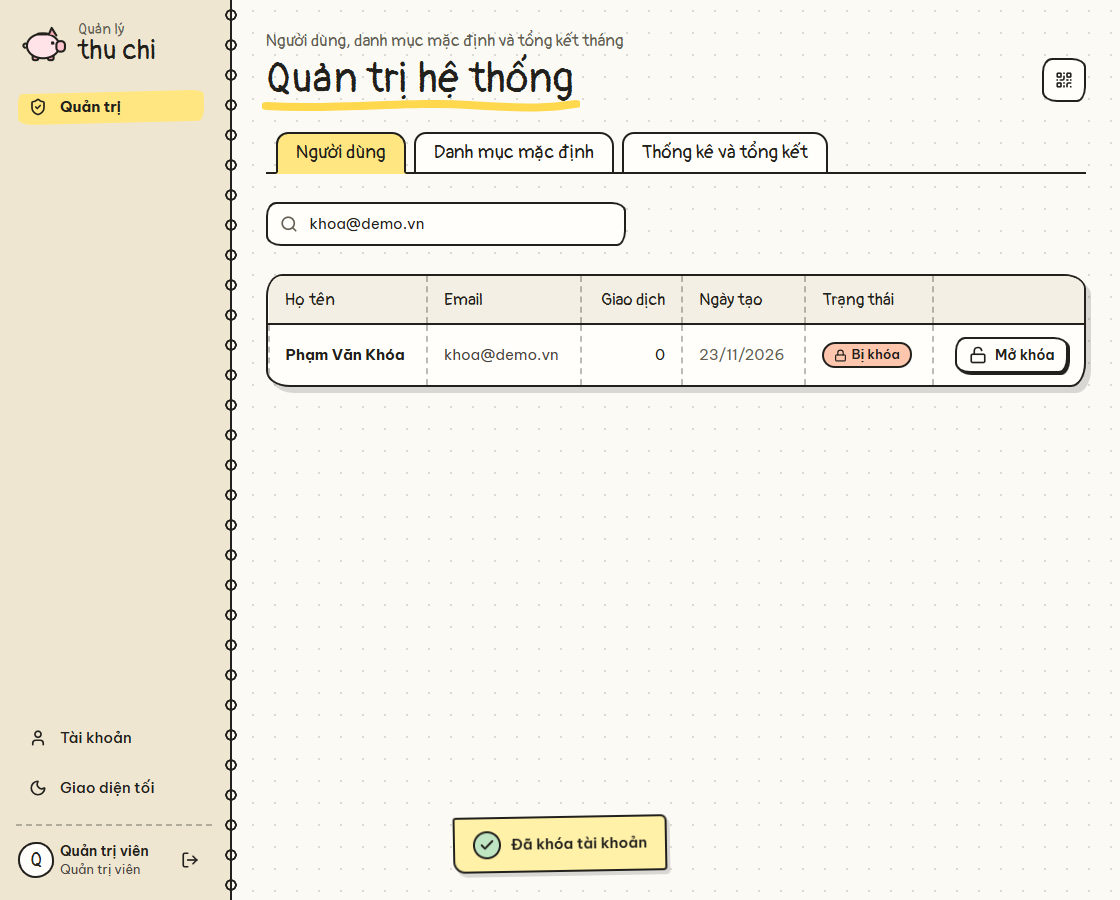 Quản lý
thu chi
Quản trị
Tài khoản
Giao diện tối
Q
Quản trị viên
Quản trị viên
Người dùng, danh mục mặc định và tổng kết tháng
Quản trị hệ thống
Người dùng
Danh mục mặc định
Thống kê và tổng kết
khoa@demo.vn
Họ tên Email Giao dịch Ngày tạo Trạng thái
Phạm Văn Khóa khoa@demo.vn 0 23/11/2026 Bị khóa Mở khóa
Đã khóa tài khoản